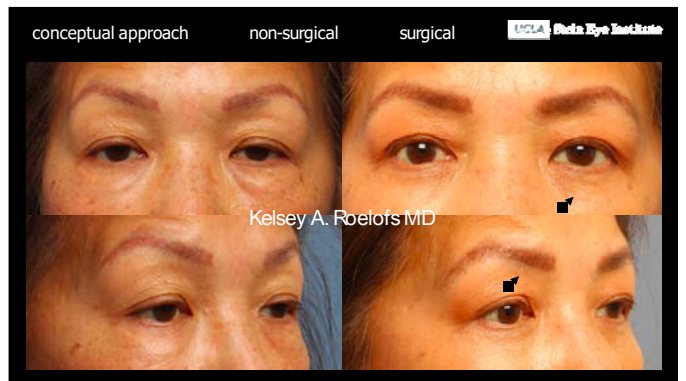 conceptual approach non-surgical surgical UCLA Stein Eye Institute
Kelsey A. Roelofs MD